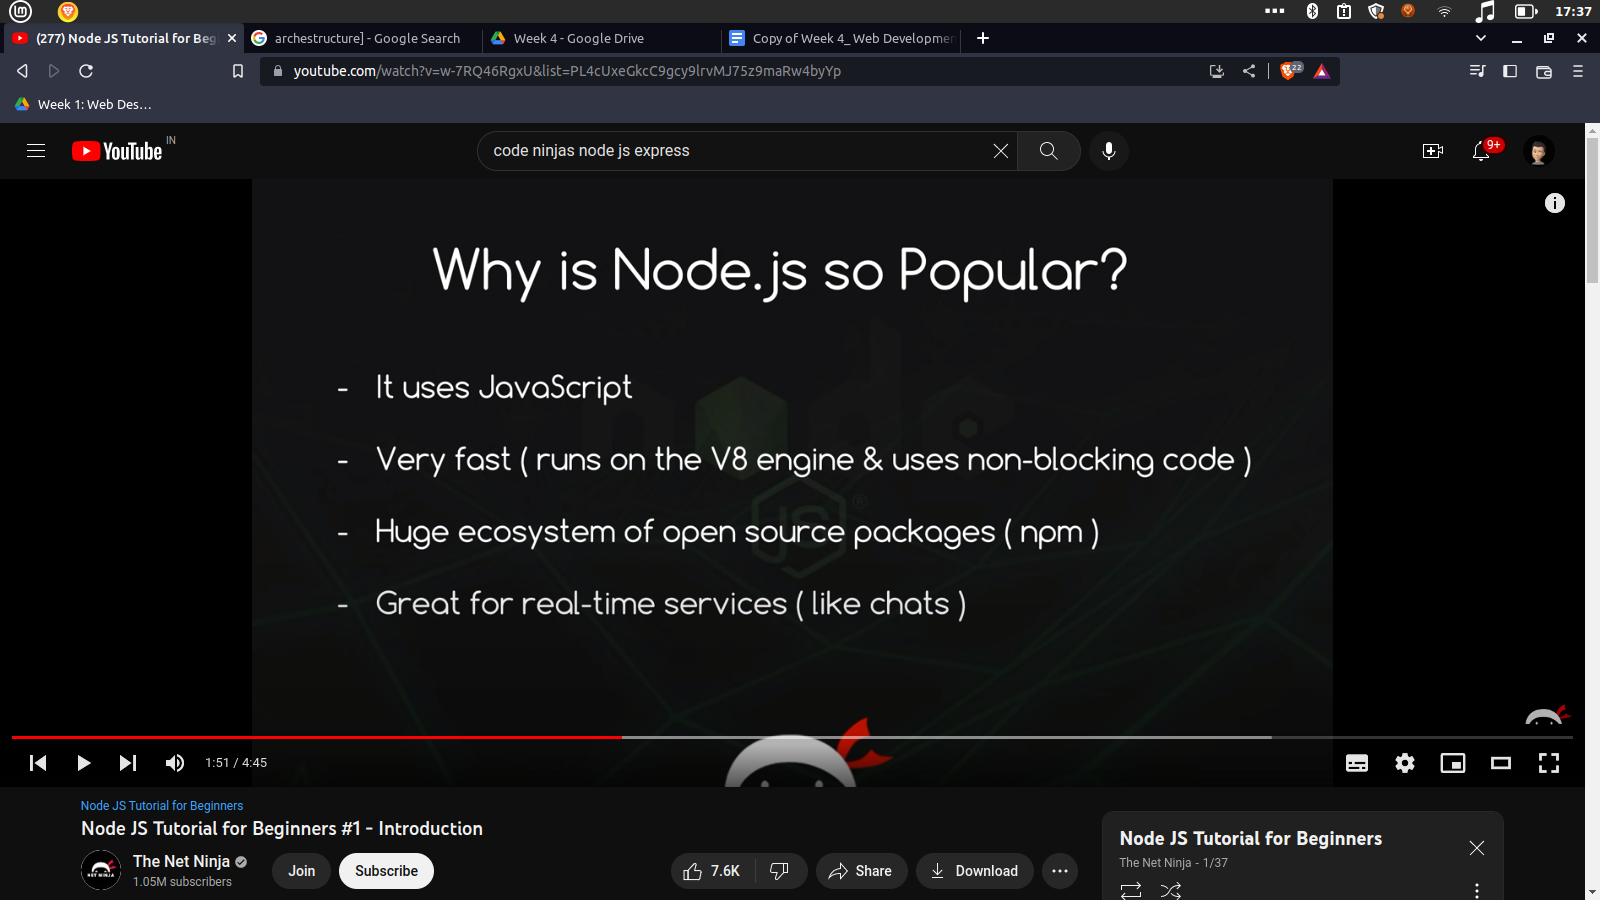 17:37
(277) Node JS Tutorial for Beg
archestructure] - Google Search
Week 4 - Google Drive
Copy of Week 4_ Web Developmen
youtube.com/watch?v=w-7RQ46RgxU&list=PL4cUxeGkcC9gcy9lrvMJ75z9maRw4byYp
22
Week 1: Web Des...
YouTube IN
code ninjas node js express
9+
Why is Node.js so Popular?
- It uses JavaScript
- Very fast ( runs on the V8 engine & uses non-blocking code )
- Huge ecosystem of open source packages ( npm )
- Great for real-time services ( like chats )
node
JS ®
1:51 / 4:45
Node JS Tutorial for Beginners
Node JS Tutorial for Beginners #1 - Introduction
NET NINJA
The Net Ninja
1.05M subscribers
Join
Subscribe
7.6K
Share
Download
Node JS Tutorial for Beginners
The Net Ninja - 1/37